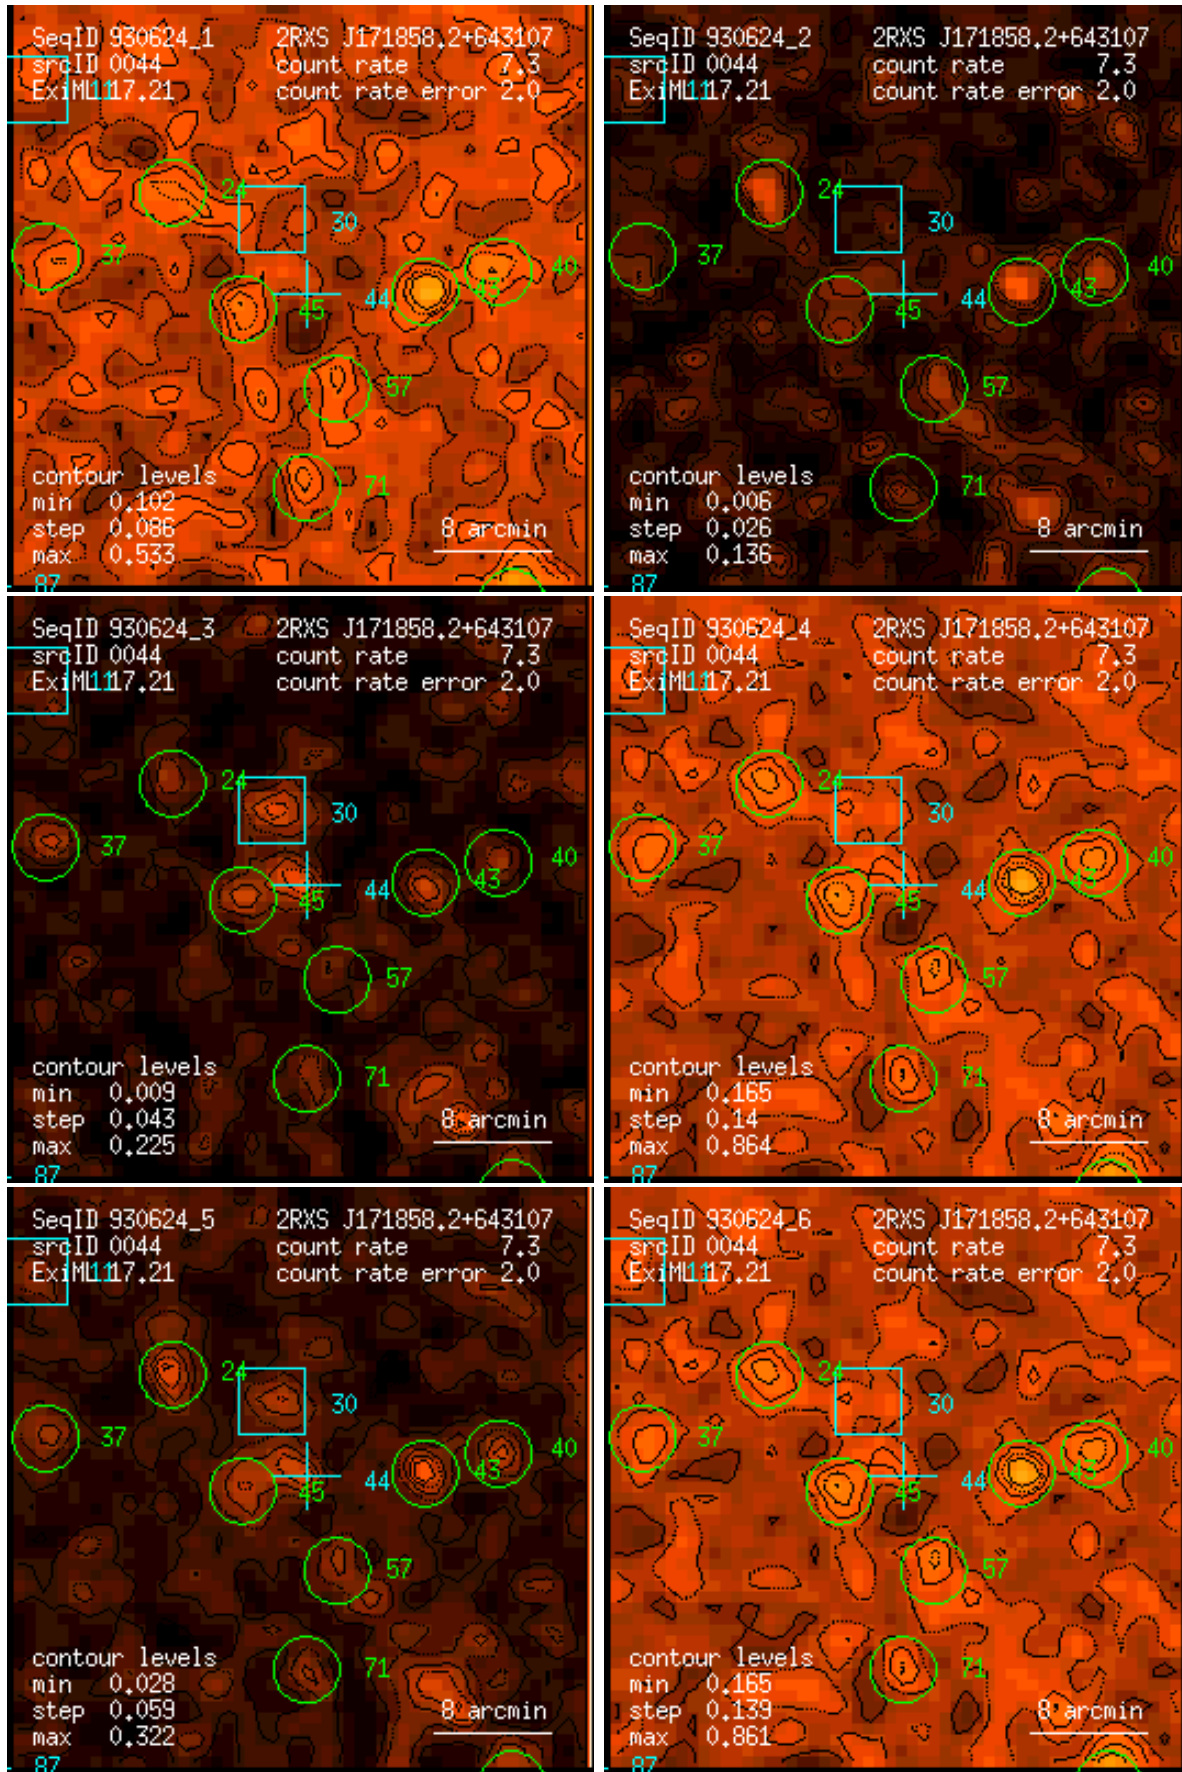 SeqID 930624_1 2RXS J171858.2+643107
srcID 0044 count rate 7.3
ExiML 17.21 count rate error 2.0
11
24
30
37
40
43
44
45
57
71
contour levels
min 0.102
step 0.086
max 0.533
8 arcmin
87
SeqID 930624_2 2RXS J171858.2+643107
srcID 0044 count rate 7.3
ExiML 17.21 count rate error 2.0
11
24
30
37
40
43
44
45
57
71
contour levels
min 0.006
step 0.026
max 0.136
8 arcmin
87
SeqID 930624_3 2RXS J171858.2+643107
srcID 0044 count rate 7.3
ExiML 17.21 count rate error 2.0
11
24
30
37
40
43
44
45
57
71
contour levels
min 0.009
step 0.043
max 0.225
8 arcmin
87
SeqID 930624_4 2RXS J171858.2+643107
srcID 0044 count rate 7.3
ExiML 17.21 count rate error 2.0
11
24
30
37
40
43
44
45
57
71
contour levels
min 0.165
step 0.14
max 0.864
8 arcmin
87
SeqID 930624_5 2RXS J171858.2+643107
srcID 0044 count rate 7.3
ExiML 17.21 count rate error 2.0
11
24
30
37
40
43
44
45
57
71
contour levels
min 0.028
step 0.059
max 0.322
8 arcmin
87
SeqID 930624_6 2RXS J171858.2+643107
srcID 0044 count rate 7.3
ExiML 17.21 count rate error 2.0
11
24
30
37
40
43
44
45
57
71
contour levels
min 0.165
step 0.139
max 0.861
8 arcmin
87